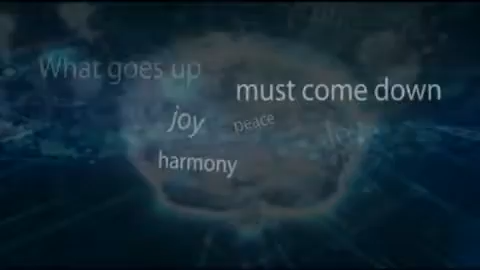 What goes up
must come down
joy
peace
harmony